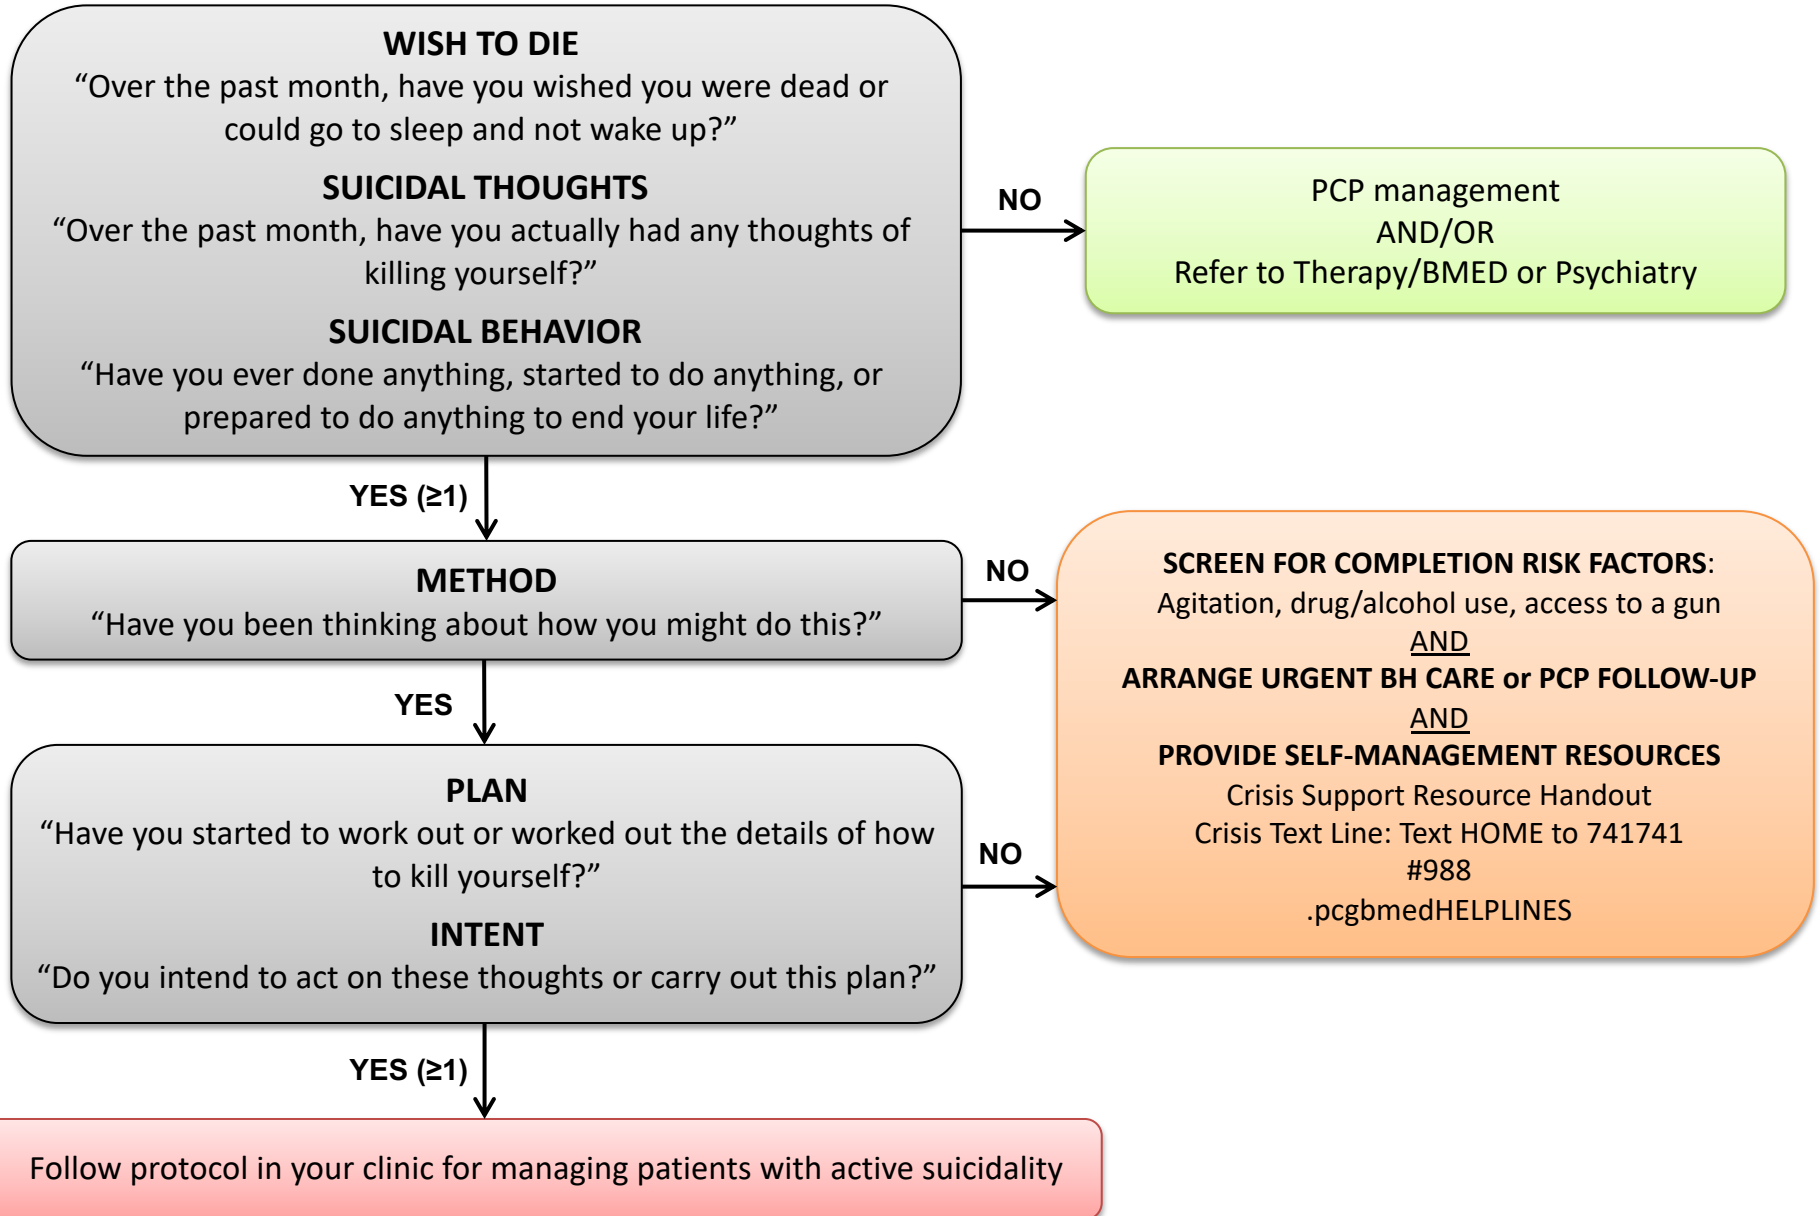 WISH TO DIE
“Over the past month, have you wished you were dead or
could go to sleep and not wake up?”
SUICIDAL THOUGHTS
“Over the past month, have you actually had any thoughts of
killing yourself?”
SUICIDAL BEHAVIOR
“Have you ever done anything, started to do anything, or
prepared to do anything to end your life?”
NO
PCP management
AND/OR
Refer to Therapy/BMED or Psychiatry
YES (≥1)
METHOD
“Have you been thinking about how you might do this?”
NO
SCREEN FOR COMPLETION RISK FACTORS:
Agitation, drug/alcohol use, access to a gun
AND
ARRANGE URGENT BH CARE or PCP FOLLOW-UP
AND
PROVIDE SELF-MANAGEMENT RESOURCES
Crisis Support Resource Handout
Crisis Text Line: Text HOME to 741741
#988
.pcgbmedHELPLINES
YES
PLAN
“Have you started to work out or worked out the details of how
to kill yourself?”
INTENT
“Do you intend to act on these thoughts or carry out this plan?”
NO
YES (≥1)
Follow protocol in your clinic for managing patients with active suicidality